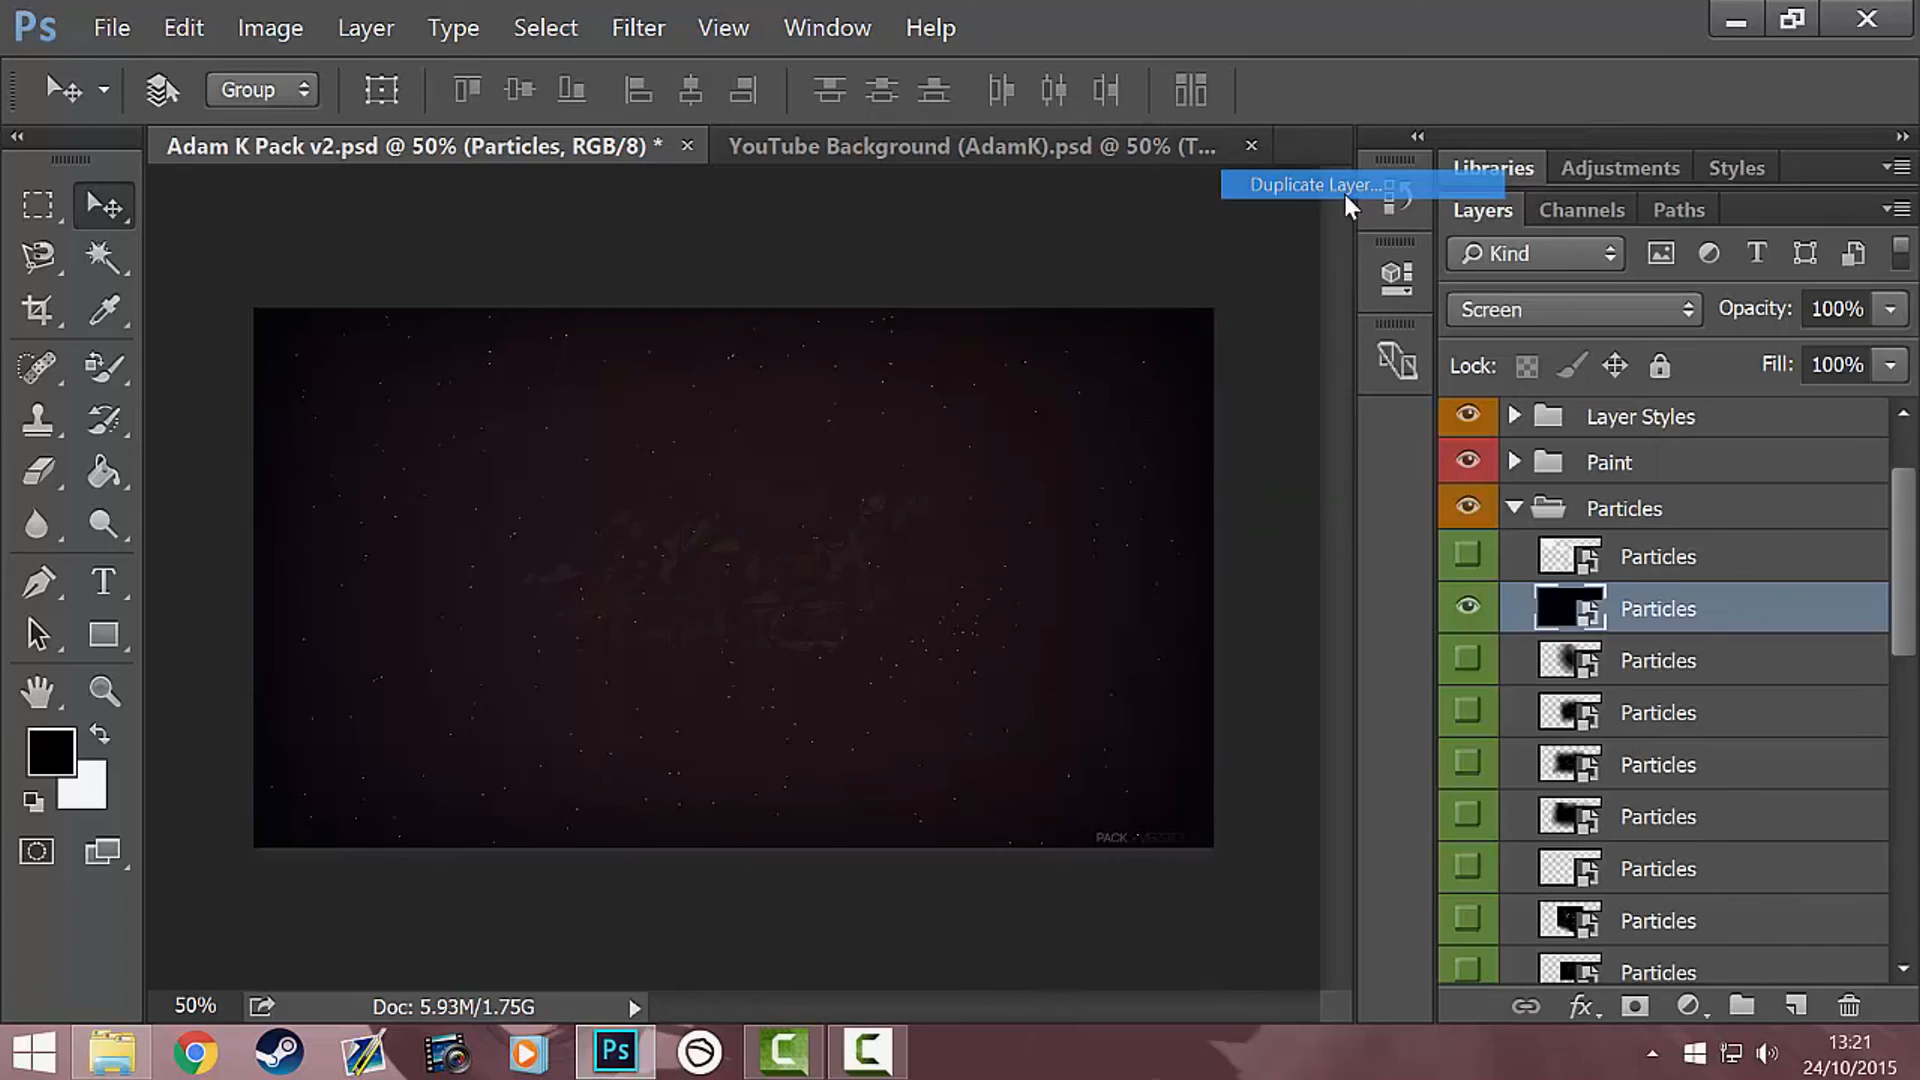 Ps File Edit Image Layer Type Select Filter View Window Help
Group
Adam K Pack v2.psd @ 50% (Particles, RGB/8) * × YouTube Background (AdamK).psd @ 50% (T... ×
Libraries Adjustments Styles
Duplicate Layer...
Layers Channels Paths
Kind
Screen Opacity: 100%
Lock: Fill: 100%
Layer Styles
Paint
Particles
Particles
Particles
Particles
Particles
Particles
Particles
Particles
Particles
Particles
PACK
50% Doc: 5.93M/1.75G
fx
Ps
13:21
24/10/2015